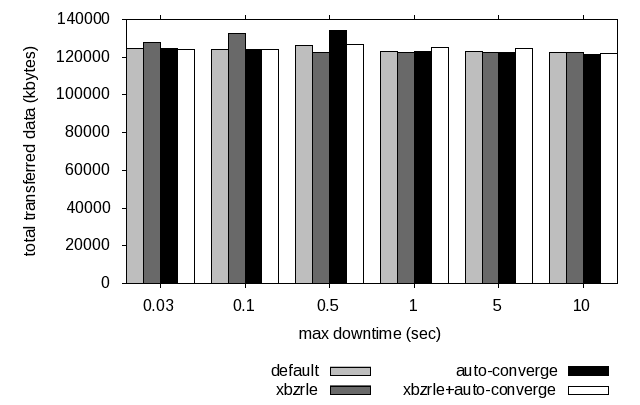 140000
120000
100000
80000
60000
40000
20000
0
total transferred data (kbytes)
0.03 0.1 0.5 1 5 10
max downtime (sec)
default auto-converge
xbzrle xbzrle+auto-converge